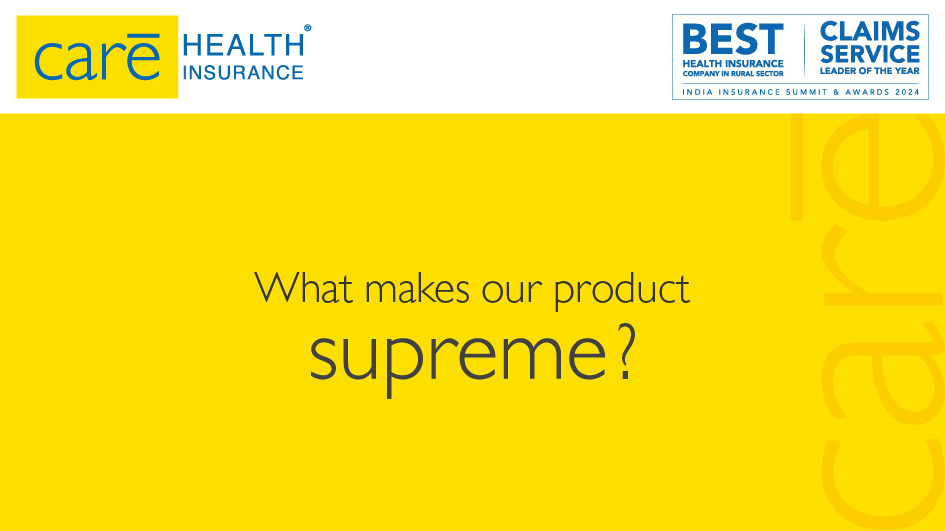 carē HEALTH®
INSURANCE
BEST
HEALTH INSURANCE
COMPANY IN RURAL SECTOR
CLAIMS
SERVICE
LEADER OF THE YEAR
INDIA INSURANCE SUMMIT & AWARDS 2024
What makes our product
supreme?
carē